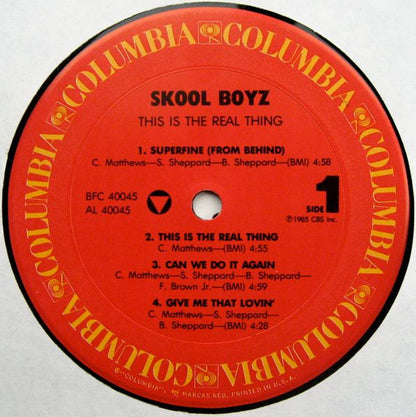 COLUMBIA COLUMBIA COLUMBIA COLUMBIA COLUMBIA COLUMBIA
SKOOL BOYZ
THIS IS THE REAL THING
1. SUPERFINE (FROM BEHIND)
C. Matthews—S. Sheppard—B. Sheppard—(BMI) 4:58
BFC 40045
AL 40045
SIDE 1
℗1985 CBS Inc.
2. THIS IS THE REAL THING
C. Matthews—(BMI) 4:55
3. CAN WE DO IT AGAIN
C. Matthews—S. Sheppard—B. Sheppard—
F. Brown Jr.—(BMI) 4:59
4. GIVE ME THAT LOVIN'
C. Matthews—S. Sheppard—
B. Sheppard—(BMI) 4:28
©"COLUMBIA", MARCAS REG. PRINTED IN U.S.A.